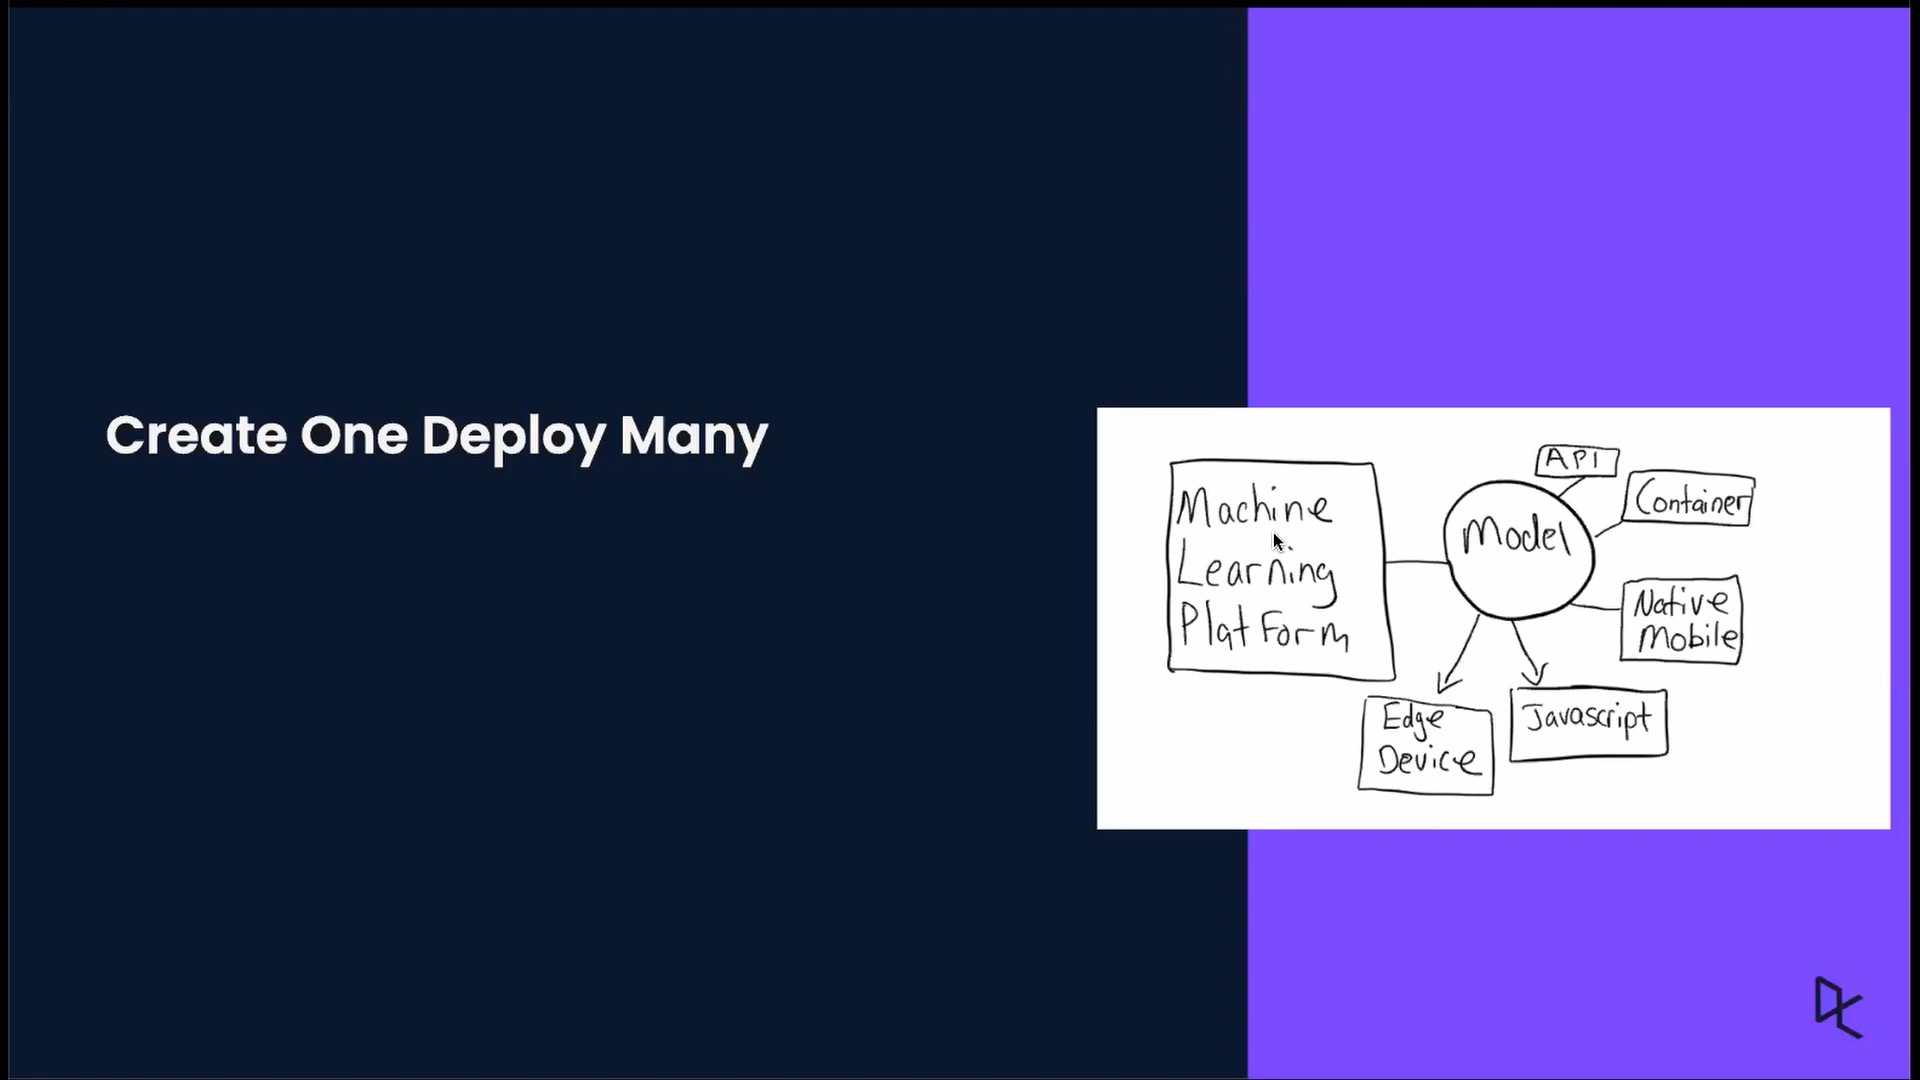 Create One Deploy Many
Machine
Learning
Platform
Model
API
Container
Native
Mobile
Edge
Device
Javascript